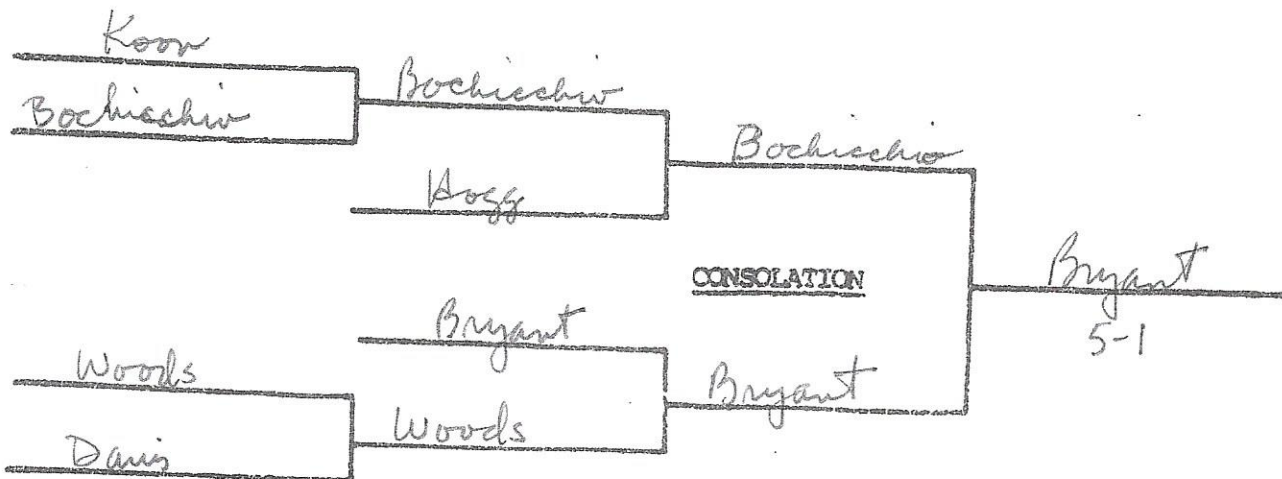 Koon
Bochicchio
Bochicchio
Bochicchio
Hogg
CONSOLATION
Bryant
5-1
Bryant
Woods
Bryant
Woods
Davis